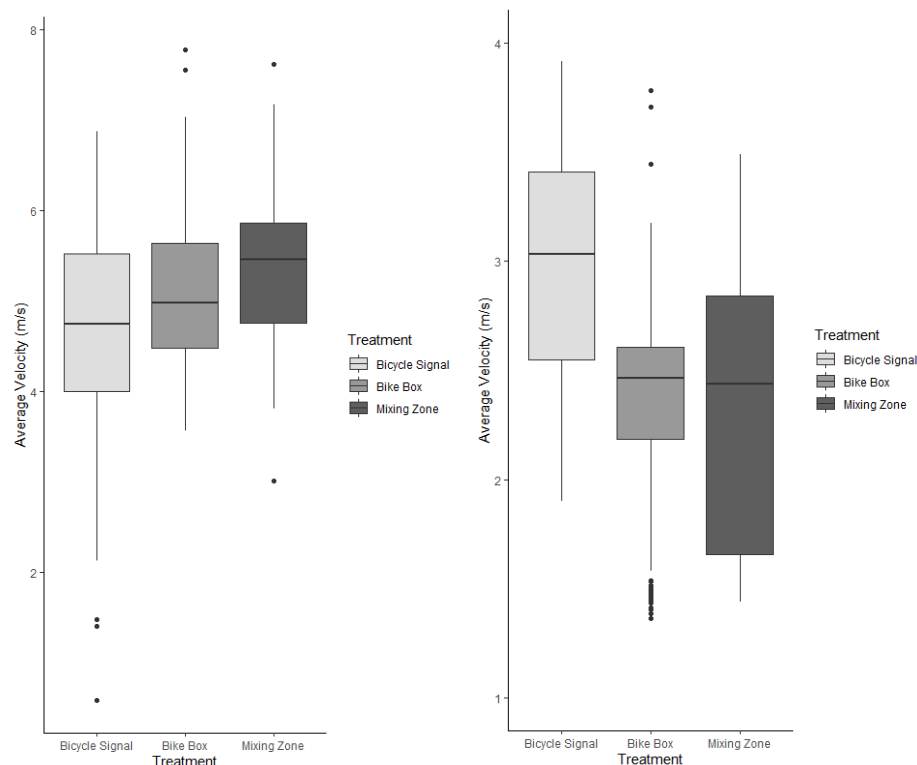 8
6
4
2
Average Velocity (m/s)
Bicycle Signal Bike Box Mixing Zone
Treatment
Treatment
Bicycle Signal
Bike Box
Mixing Zone
4
3
2
1
Average Velocity (m/s)
Bicycle Signal Bike Box Mixing Zone
Treatment
Treatment
Bicycle Signal
Bike Box
Mixing Zone